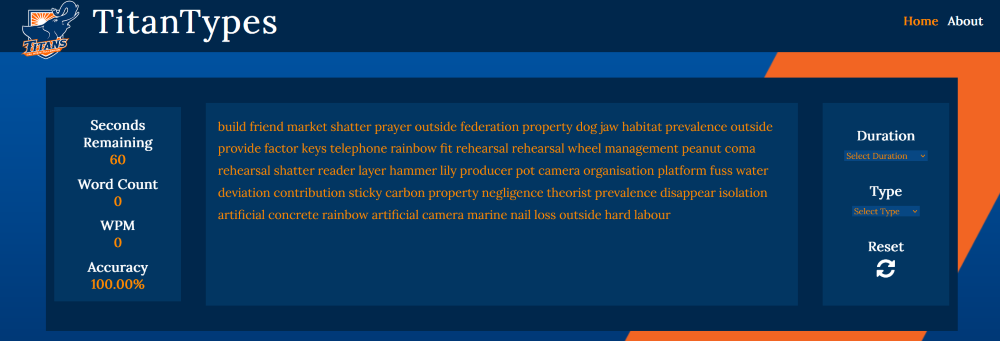 TITANS
TitanTypes
Home About
Seconds
Remaining
60
Word Count
0
WPM
0
Accuracy
100.00%
build friend market shatter prayer outside federation property dog jaw habitat prevalence outside
provide factor keys telephone rainbow fit rehearsal rehearsal wheel management peanut coma
rehearsal shatter reader layer hammer lily producer pot camera organisation platform fuss water
deviation contribution sticky carbon property negligence theorist prevalence disappear isolation
artificial concrete rainbow artificial camera marine nail loss outside hard labour
Duration
Select Duration
Type
Select Type
Reset